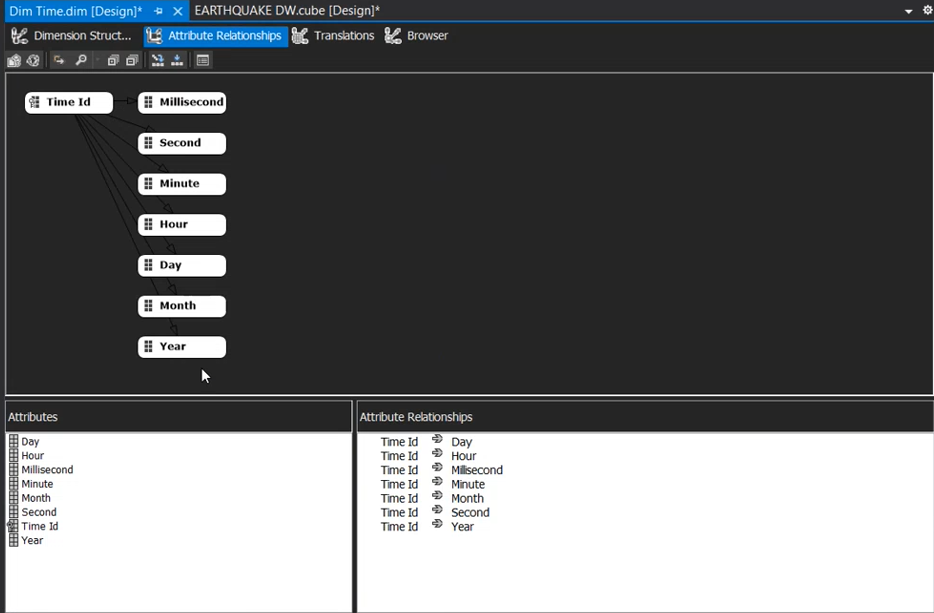 Dim Time.dim [Design]* EARTHQUAKE DW.cube [Design]*
Dimension Struct... Attribute Relationships Translations Browser
Time Id Millisecond
Second
Minute
Hour
Day
Month
Year
Attributes
Day
Hour
Millisecond
Minute
Month
Second
Time Id
Year
Attribute Relationships
Time Id Day
Time Id Hour
Time Id Millisecond
Time Id Minute
Time Id Month
Time Id Second
Time Id Year